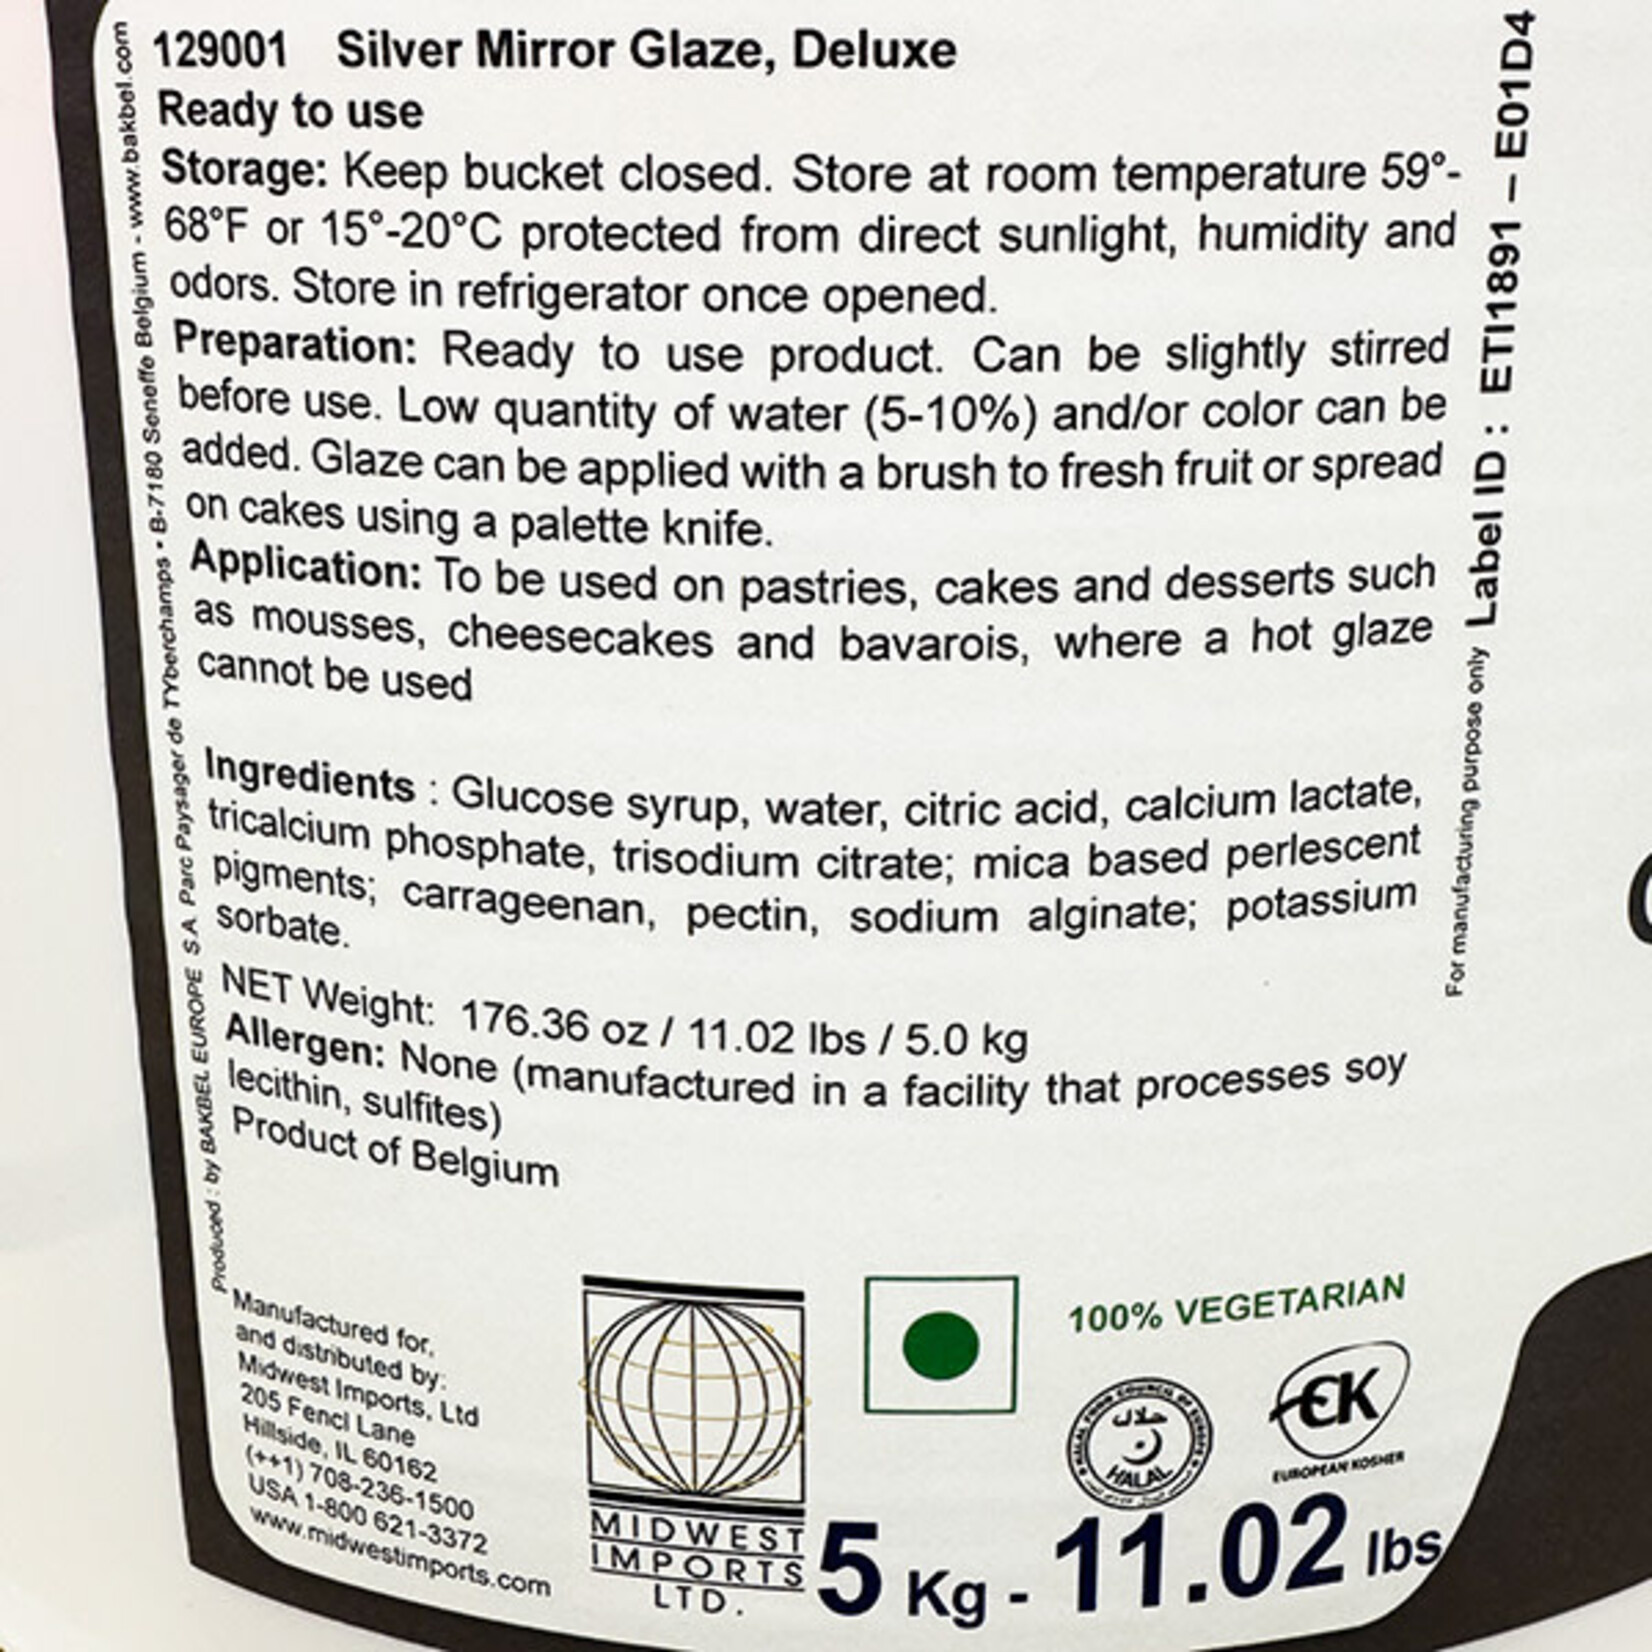 129001 Silver Mirror Glaze, Deluxe
Ready to use
Storage: Keep bucket closed. Store at room temperature 59°-
68°F or 15°-20°C protected from direct sunlight, humidity and
odors. Store in refrigerator once opened.
Preparation: Ready to use product. Can be slightly stirred
before use. Low quantity of water (5-10%) and/or color can be
added. Glaze can be applied with a brush to fresh fruit or spread
on cakes using a palette knife.
Application: To be used on pastries, cakes and desserts such
as mousses, cheesecakes and bavarois, where a hot glaze
cannot be used
Ingredients : Glucose syrup, water, citric acid, calcium lactate,
tricalcium phosphate, trisodium citrate; mica based perlescent
pigments; carrageenan, pectin, sodium alginate; potassium
sorbate.
NET Weight: 176.36 oz / 11.02 lbs / 5.0 kg
Allergen: None (manufactured in a facility that processes soy
lecithin, sulfites)
Product of Belgium
Produced : by BAKBEL EUROPE SA Parc Paysager de TYberchamps • B-7180 Seneffe Belgium - www.bakbel.com
For manufacturing purpose only Label ID : ETI1891 – E01D4
Manufactured for,
and distributed by:
Midwest Imports, Ltd
205 Fencl Lane
Hillside, IL 60162
(++1) 708-236-1500
USA 1-800 621-3372
www.midwestimports.com
MIDWEST
IMPORTS
LTD.
100% VEGETARIAN
حلال
HALAL
EK
EUROPEAN KOSHER
5 Kg - 11.02 lbs